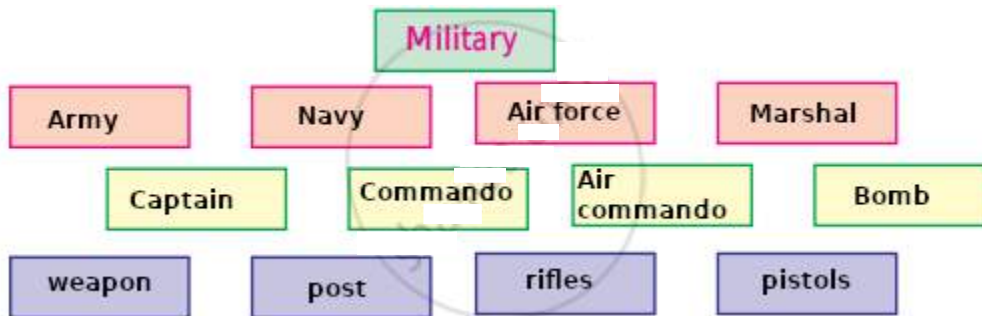 Military
Army Navy Air force Marshal
Captain Commando Air commando Bomb
weapon post rifles pistols